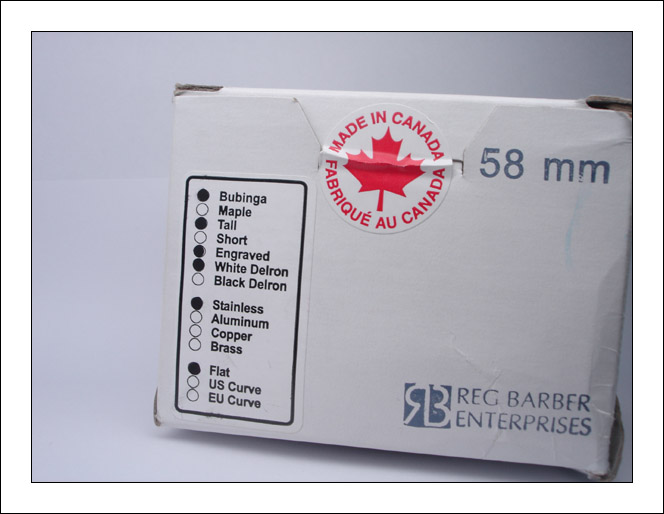 MADE IN CANADA
FABRIQUÉ AU CANADA
58 mm
Bubinga
Maple
Tall
Short
Engraved
White Delron
Black Delron
Stainless
Aluminum
Copper
Brass
Flat
US Curve
EU Curve
RB
REG BARBER
ENTERPRISES